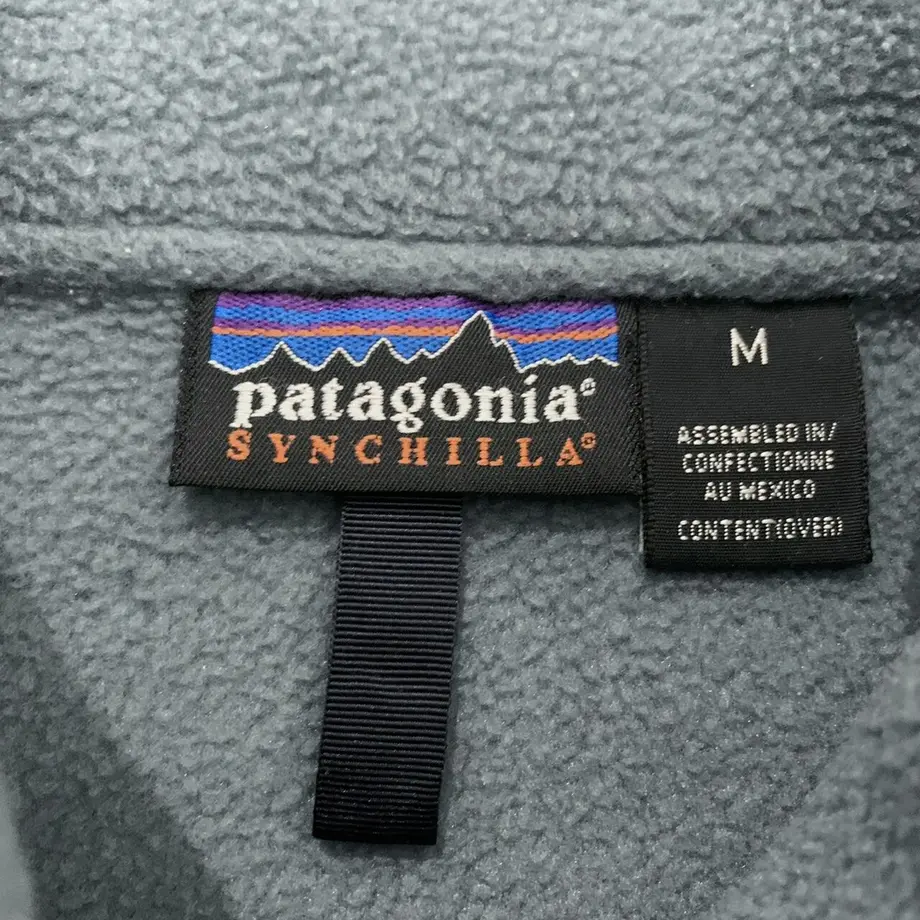 patagonia®
SYNCHILLA®
M
ASSEMBLED IN/
CONFECTIONNE
AU MEXICO
CONTENT(OVER)